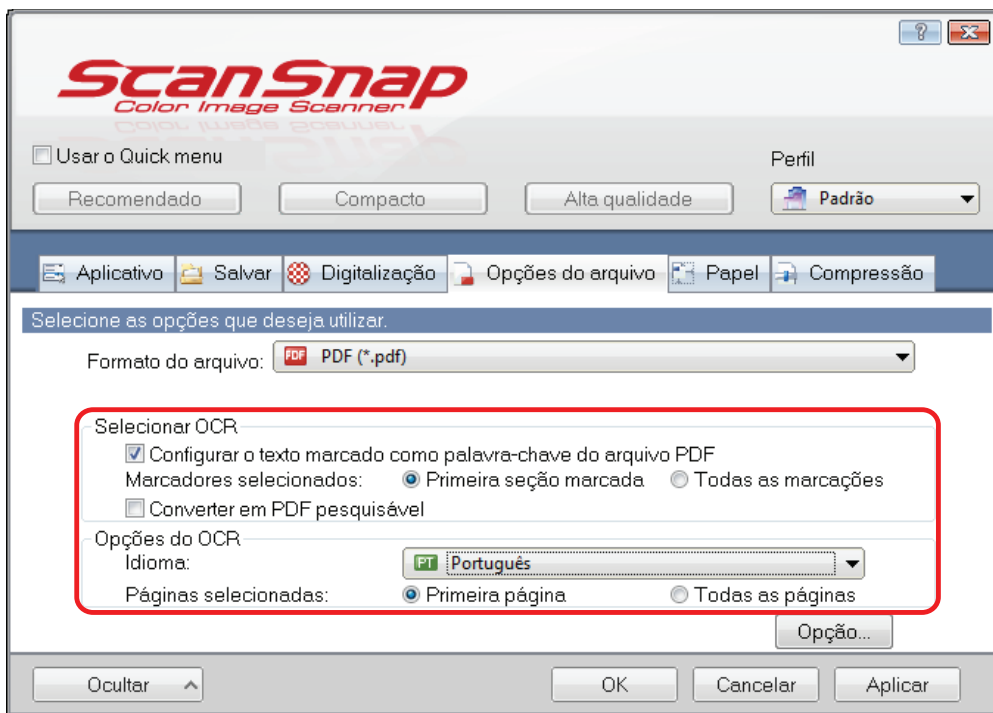 ScanSnap
Color Image Scanner
Usar o Quick menu
Perfil
Recomendado Compacto Alta qualidade Padrão
Aplicativo Salvar Digitalização Opções do arquivo Papel Compressão
Selecione as opções que deseja utilizar.
Formato do arquivo: PDF PDF (*.pdf)
Selecionar OCR
Configurar o texto marcado como palavra-chave do arquivo PDF
Marcadores selecionados: Primeira seção marcada Todas as marcações
Converter em PDF pesquisável
Opções do OCR
Idioma: PT Português
Páginas selecionadas: Primeira página Todas as páginas
Opção...
Ocultar OK Cancelar Aplicar